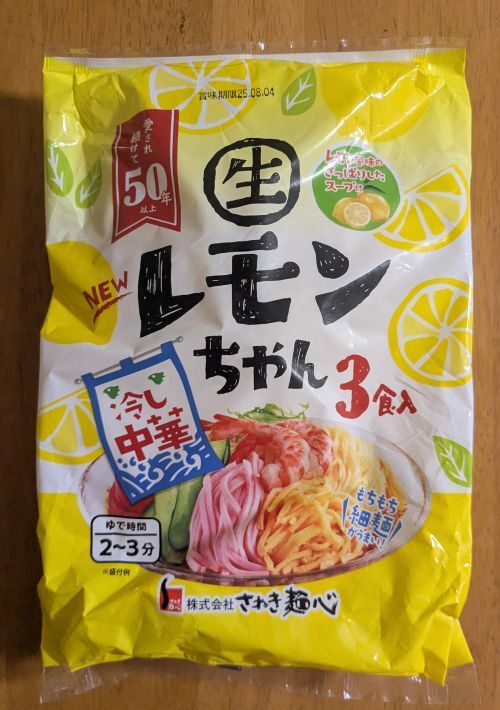 賞味期限25.08.04
愛され
続けて
50年
以上
生
レモン風味の
さっぱりした
スープ付
NEW
レモン
ちゃん
3食入
冷し
中華
もちもち
細麺
がうまい!
ゆで時間
2〜3分
※盛付例
株式会社 さわき麺心